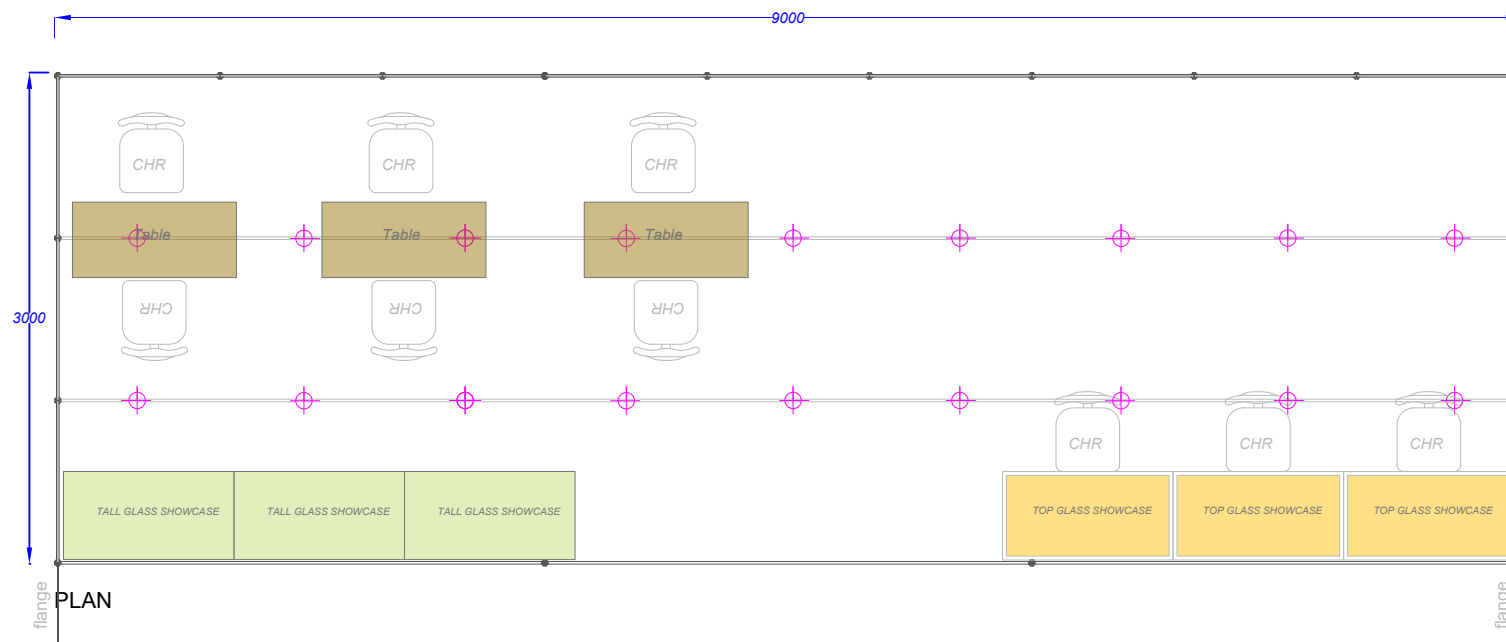 9000
CHR CHR CHR
Table Table Table
CHR CHR CHR
3000
CHR CHR CHR
TALL GLASS SHOWCASE TALL GLASS SHOWCASE TALL GLASS SHOWCASE TOP GLASS SHOWCASE TOP GLASS SHOWCASE TOP GLASS SHOWCASE
flange flange
PLAN